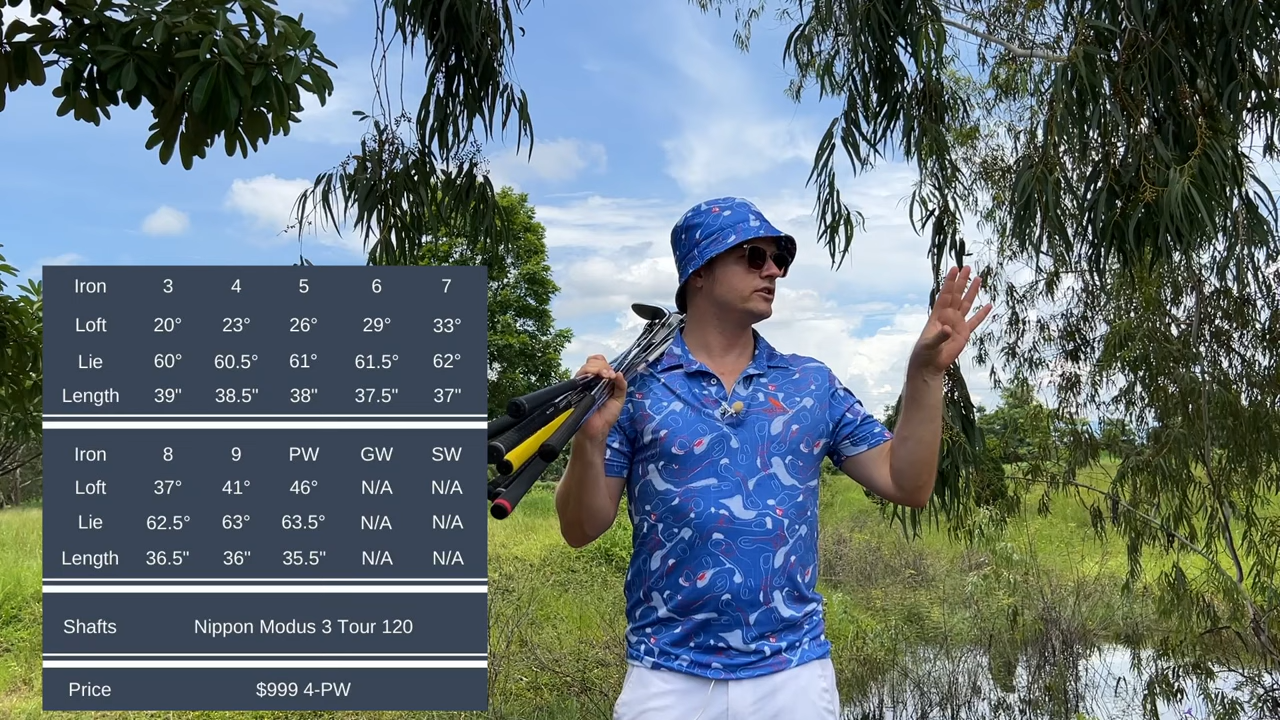 Iron 3 4 5 6 7
Loft 20° 23° 26° 29° 33°
Lie 60° 60.5° 61° 61.5° 62°
Length 39" 38.5" 38" 37.5" 37"
Iron 8 9 PW GW SW
Loft 37° 41° 46° N/A N/A
Lie 62.5° 63° 63.5° N/A N/A
Length 36.5" 36" 35.5" N/A N/A
Shafts Nippon Modus 3 Tour 120
Price $999 4-PW